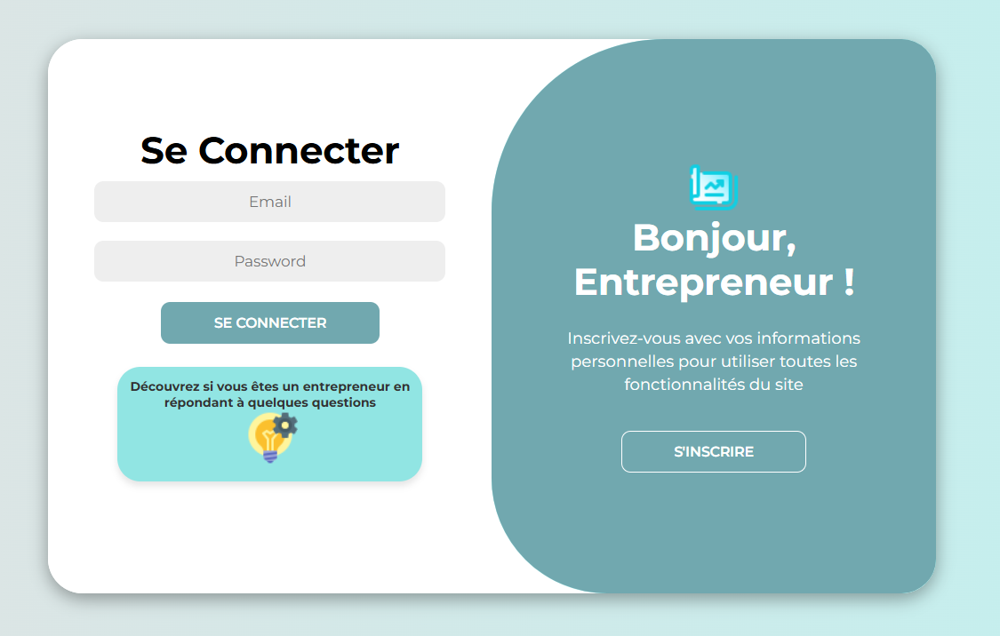 Se Connecter
Email
Password
SE CONNECTER
Découvrez si vous êtes un entrepreneur en
répondant à quelques questions
Bonjour,
Entrepreneur !
Inscrivez-vous avec vos informations
personnelles pour utiliser toutes les
fonctionnalités du site
S'INSCRIRE